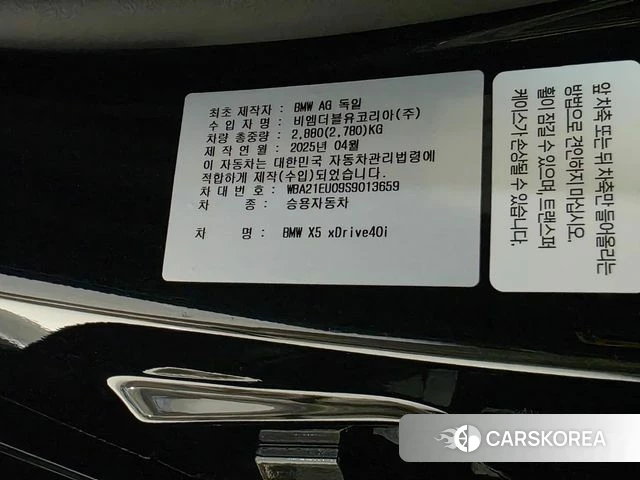 최초 제작자 : BMW AG 독일
수 입 자 명 : 비엠더블유코리아(주)
차량 총중량 : 2,880(2,780)KG
제 작 연 월 : 2025년 04월
이 자동차는 대한민국 자동차관리법령에
적합하게 제작(수입)되었습니다.
차 대 번 호 : WBA21EU09S9013659
차 종 : 승용자동차
차 명 : BMW X5 xDrive40i
앞 차축 또는 뒤 차축만 들어올리는
방법으로 견인하지 마십시오.
휠이 잠길 수 있으며, 트랜스퍼
케이스가 손상될 수 있습니다.
CARSKOREA